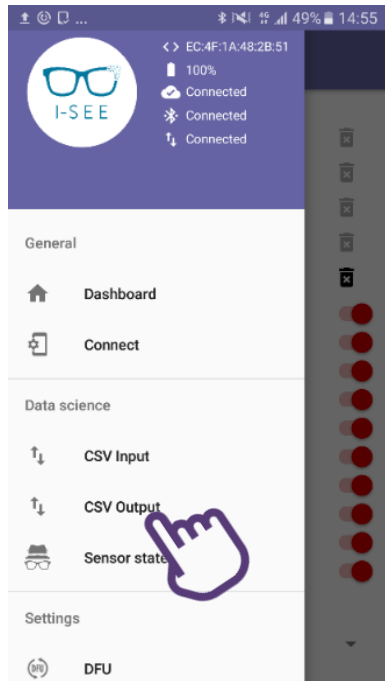 49% 14:55
EC:4F:1A:48:2B:51
100%
Connected
Connected
Connected
I-SEE
General
Dashboard
Connect
Data science
CSV Input
CSV Output
Sensor state
Settings
DFU